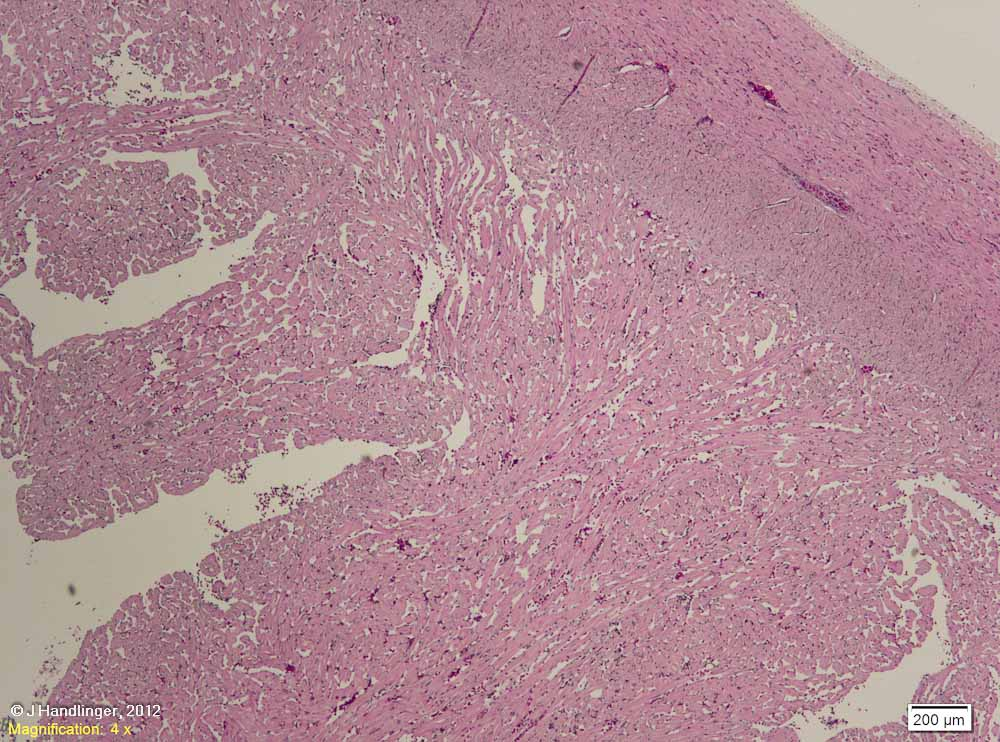 © J Handlinger, 2012
Magnification: 4 x
200 µm